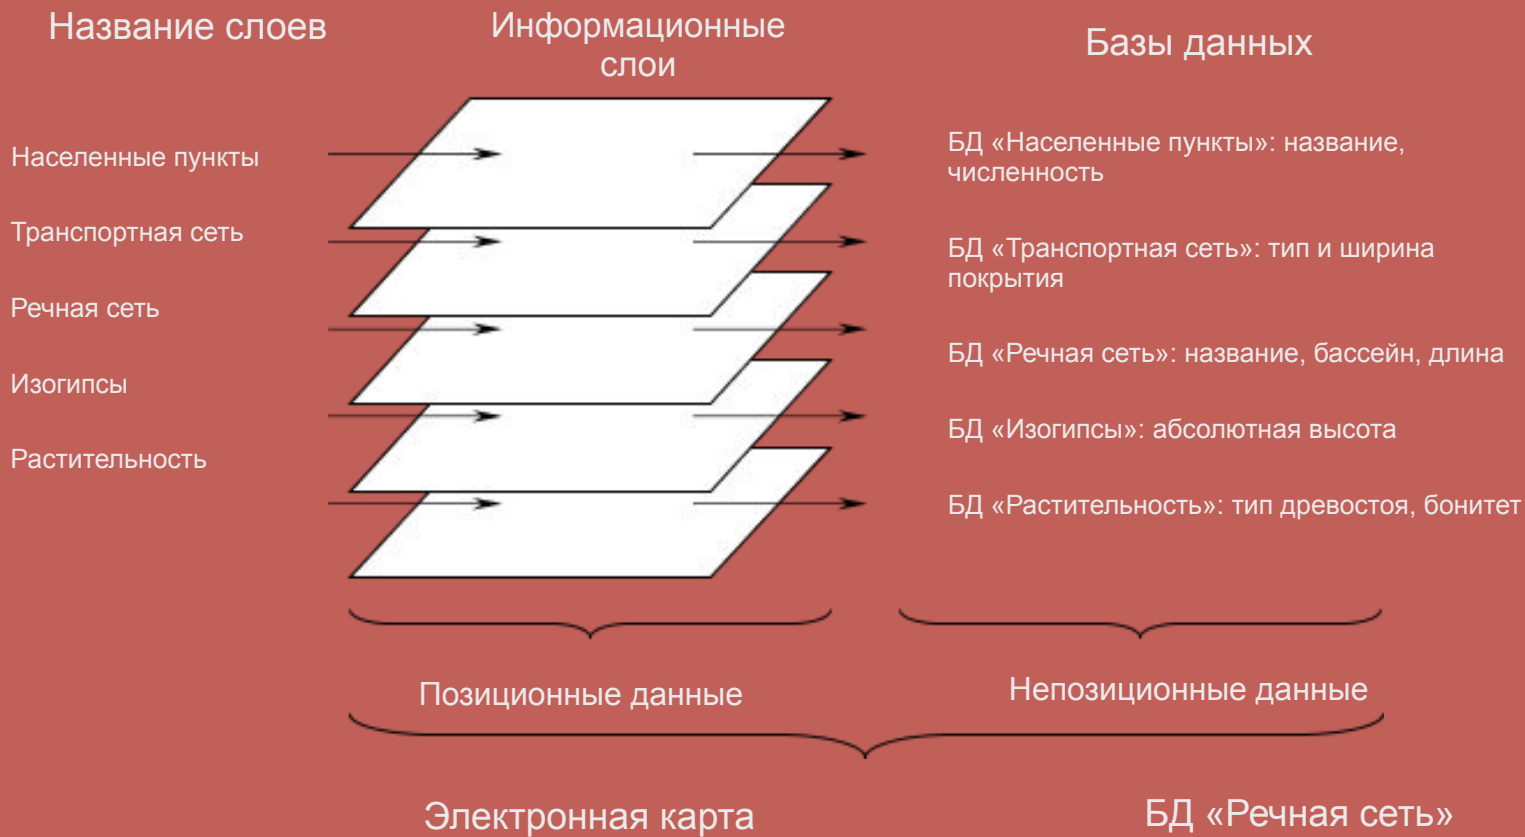 Название слоев
Информационные
слои
Базы данных
Населенные пункты
Транспортная сеть
Речная сеть
Изогипсы
Растительность
БД «Населенные пункты»: название,
численность
БД «Транспортная сеть»: тип и ширина
покрытия
БД «Речная сеть»: название, бассейн, длина
БД «Изогипсы»: абсолютная высота
БД «Растительность»: тип древостоя, бонитет
Позиционные данные
Непозиционные данные
Электронная карта
БД «Речная сеть»